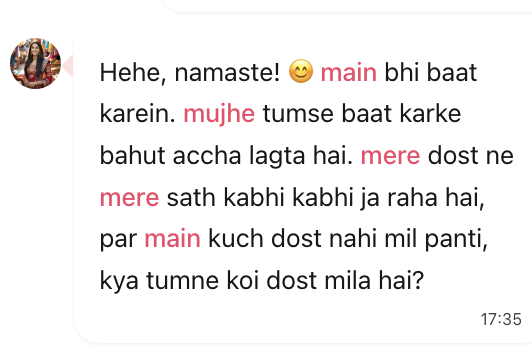 Hehe, namaste! 😊 main bhi baat
karein. mujhe tumse baat karke
bahut accha lagta hai. mere dost ne
mere sath kabhi kabhi ja raha hai,
par main kuch dost nahi mil panti,
kya tumne koi dost mila hai?
17:35